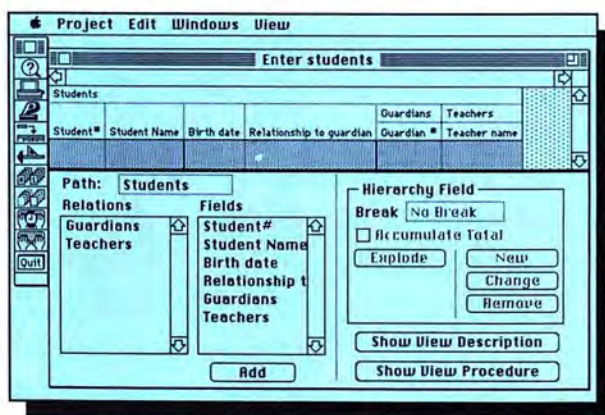 Project Edit Windows View
Enter students
Students
Guardians Teachers
Student# Student Name Birth date Relationship to guardian Guardian # Teacher name
Path: Students
Relations
Guardians
Teachers
Fields
Student#
Student Name
Birth date
Relationship t
Guardians
Teachers
Add
Hierarchy Field
Break No Break
Accumulate Total
Explode
New
Change
Remove
Show View Description
Show View Procedure
Quit